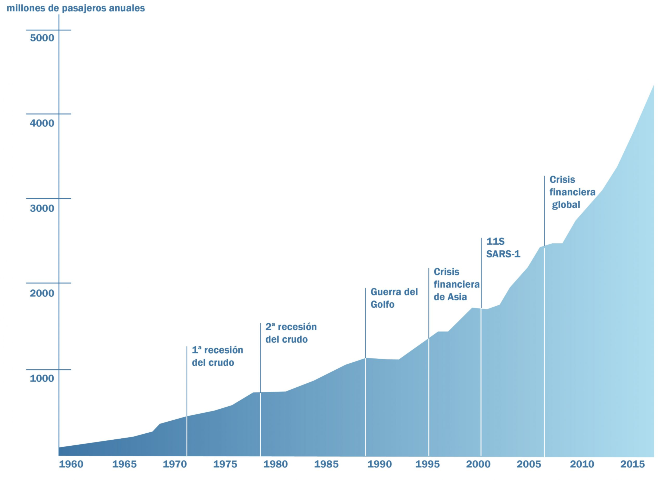 millones de pasajeros anuales
5000
4000
3000
2000
1000
1ª recesión
del crudo
2ª recesión
del crudo
Guerra del
Golfo
Crisis
financiera
de Asia
11S
SARS-1
Crisis
financiera
global
1960 1965 1970 1975 1980 1985 1990 1995 2000 2005 2010 2015